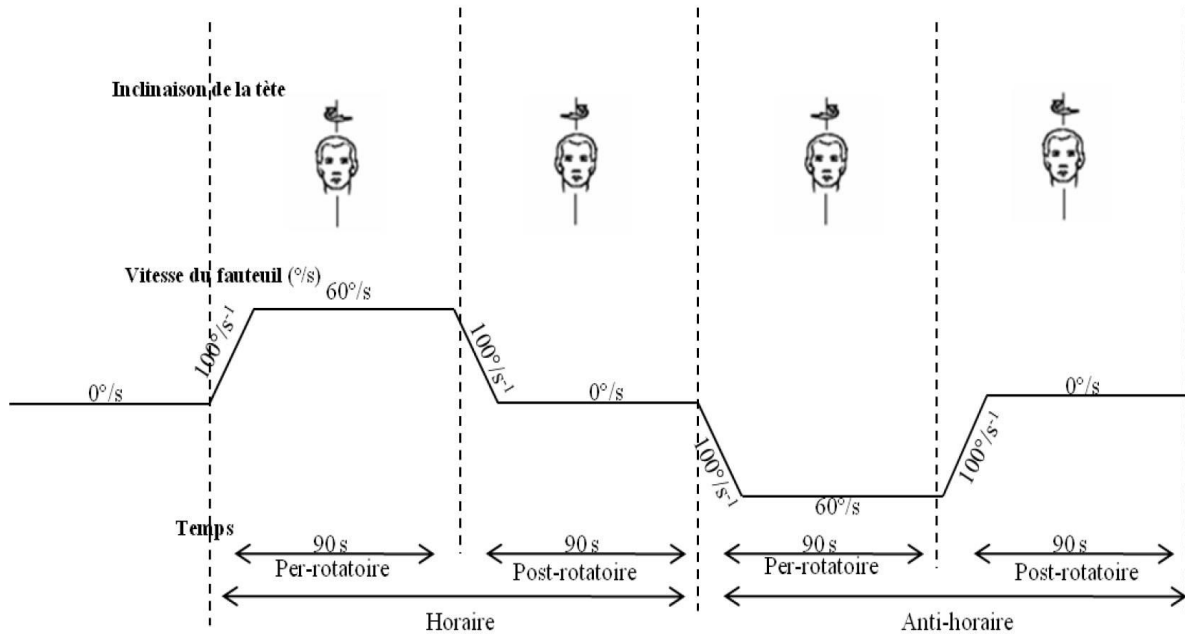 Inclinaison de la tète
Vitesse du fauteuil (°/s)
60°/s
100°/s-1
100°/s-1
0°/s
0°/s
0°/s
100°/s-1
100°/s-1
60°/s
Temps
90 s
90 s
90 s
90 s
Per-rotatoire
Post-rotatoire
Per-rotatoire
Post-rotatoire
Horaire
Anti-horaire